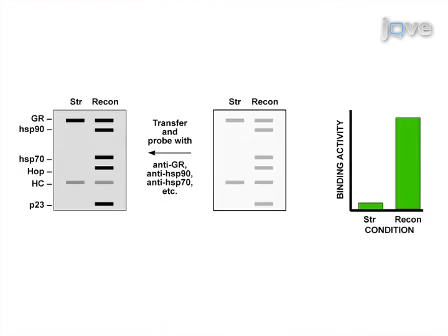 jove
Str Recon
GR
hsp90
hsp70
Hop
HC
p23
Transfer
and
probe with
anti-GR,
anti-hsp90,
anti-hsp70,
etc.
Str Recon
BINDING ACTIVITY
Str Recon
CONDITION